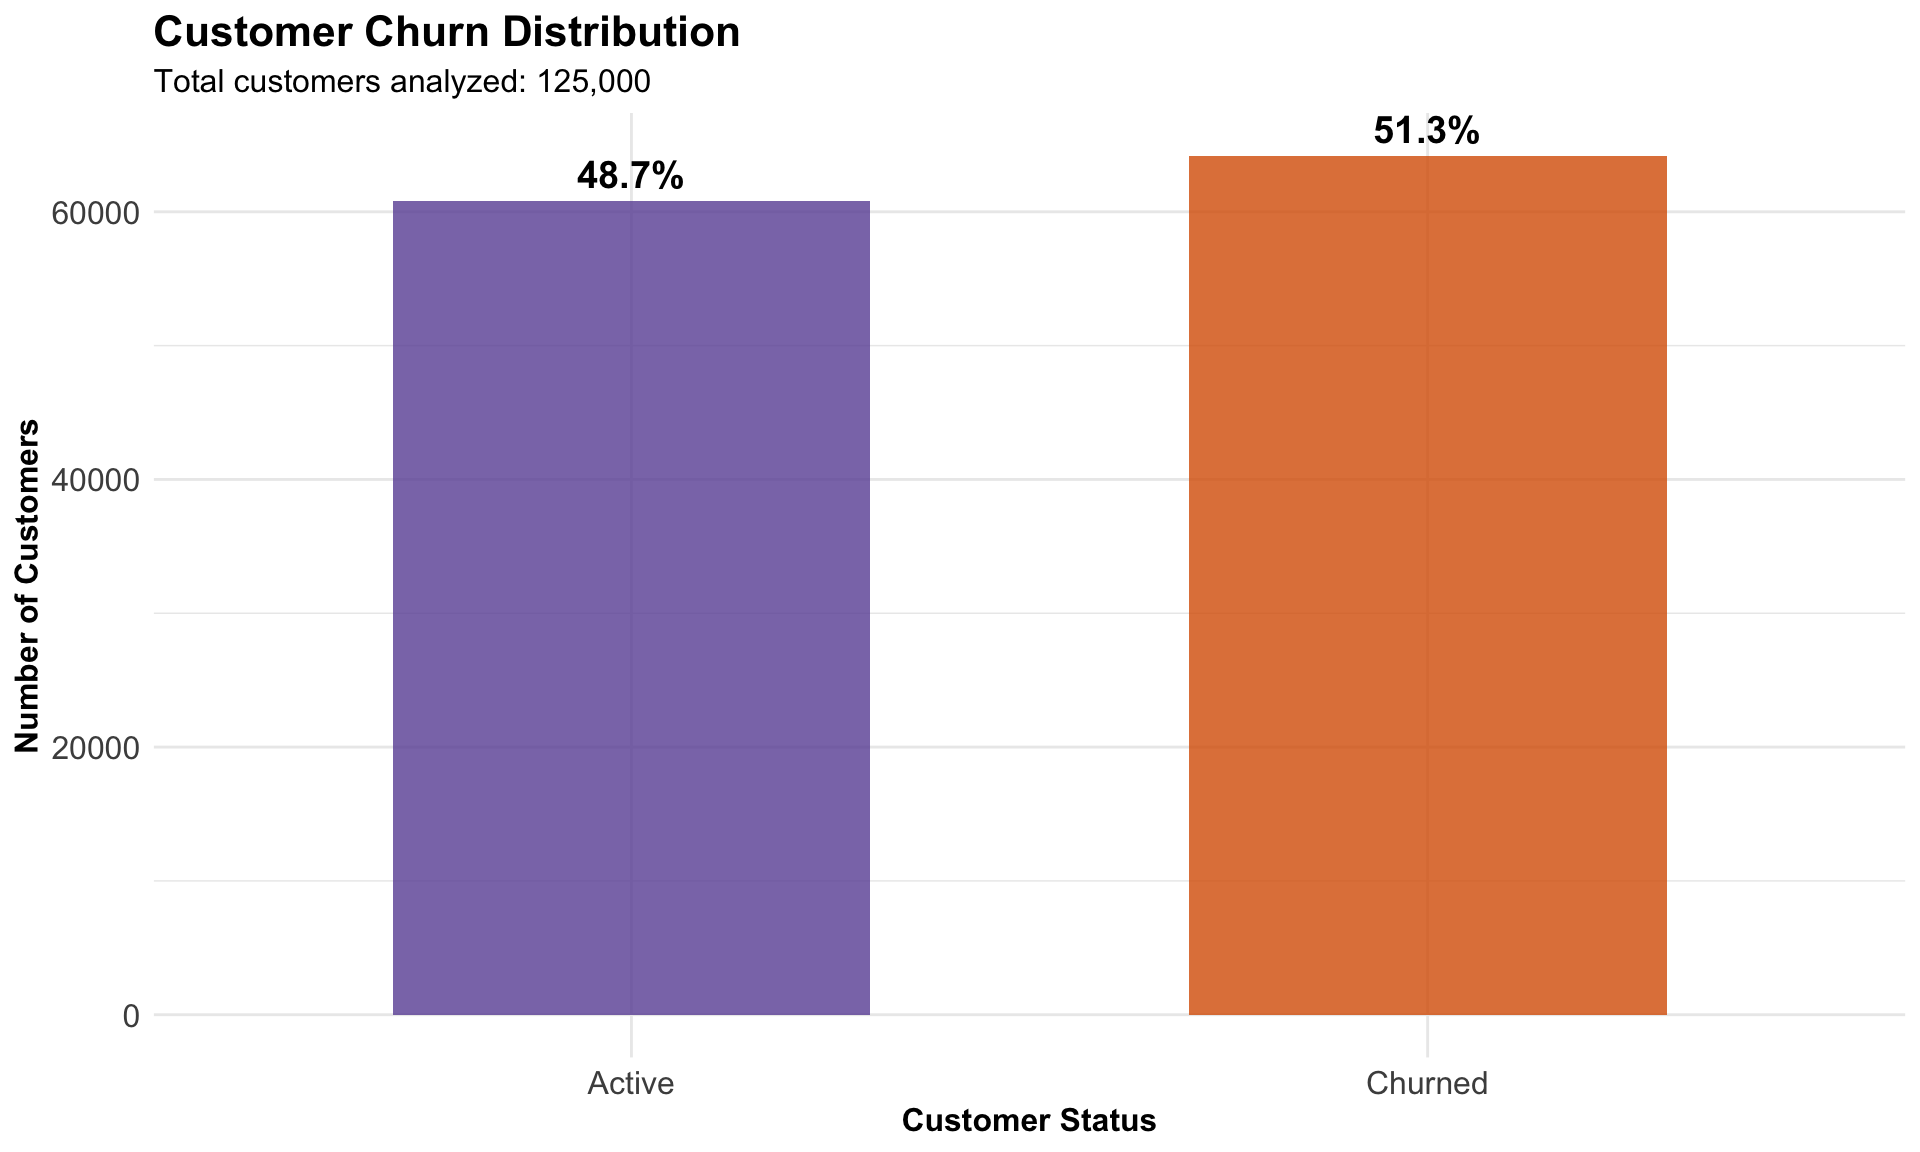 Customer Churn Distribution
Total customers analyzed: 125,000
51.3%
48.7%
60000
40000
20000
0
Number of Customers
Active
Churned
Customer Status